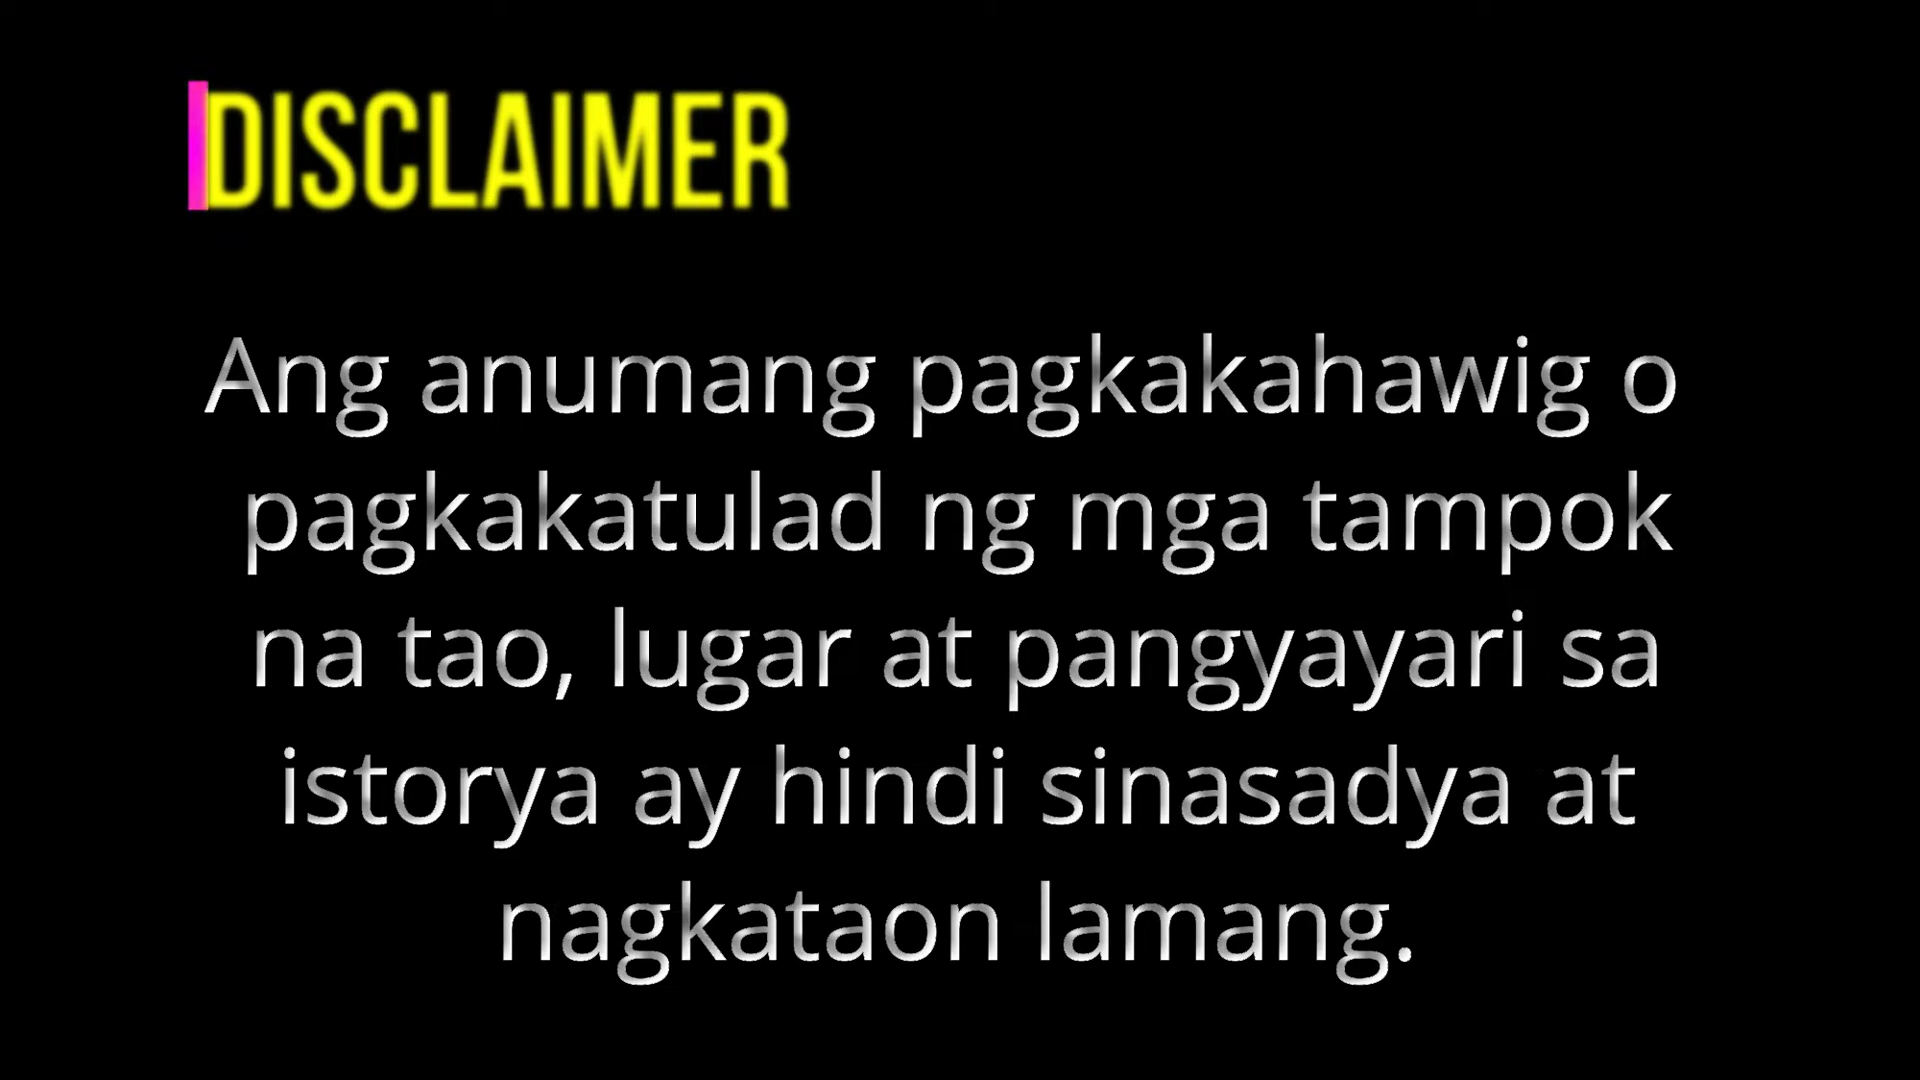 DISCLAIMER
Ang anumang pagkakahawig o
pagkakatulad ng mga tampok
na tao, lugar at pangyayari sa
istorya ay hindi sinasadya at
nagkataon lamang.